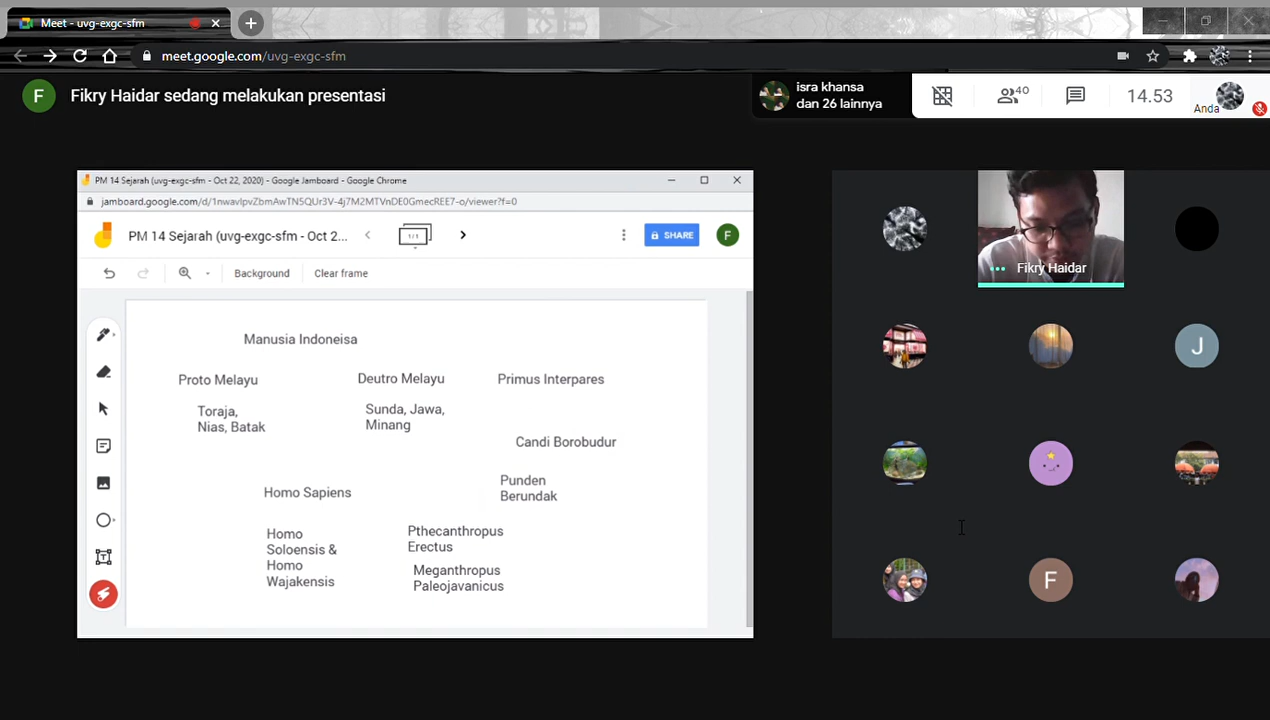 Meet - uvg-exgc-sfm
meet.google.com/uvg-exgc-sfm
F
Fikry Haidar sedang melakukan presentasi
isra khansa
dan 26 lainnya
40
14.53
Anda
PM 14 Sejarah (uvg-exgc-sfm - Oct 22, 2020) - Google Jamboard - Google Chrome
jamboard.google.com/d/1nwavlpvZbmAwTN5QUr3V-4j7M2MTVnDE0GmecREE7-o/viewer?f=0
PM 14 Sejarah (uvg-exgc-sfm - Oct 2...
1/1
SHARE
F
Background
Clear frame
Manusia Indoneisa
Proto Melayu
Deutro Melayu
Primus Interpares
Toraja,
Nias, Batak
Sunda, Jawa,
Minang
Candi Borobudur
Punden
Berundak
Homo Sapiens
Homo
Soloensis &
Homo
Wajakensis
Pthecanthropus
Erectus
Meganthropus
Paleojavanicus
Fikry Haidar
J
F